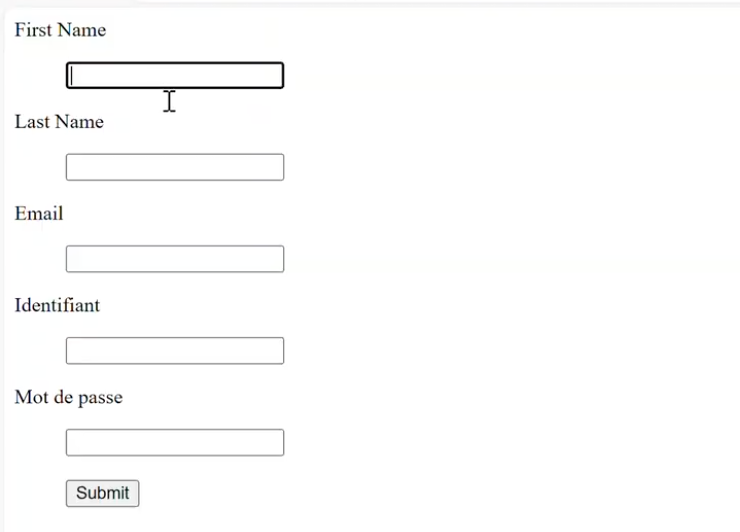 First Name
Last Name
Email
Identifiant
Mot de passe
Submit